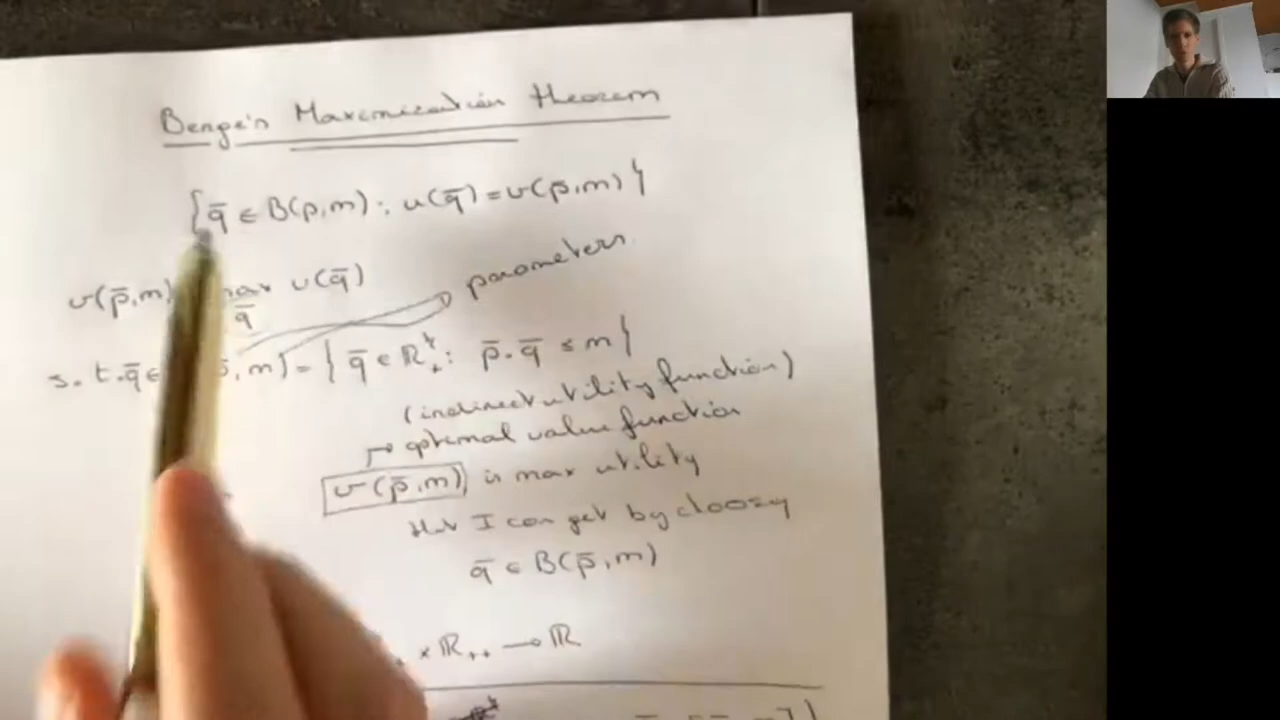 Berge's Maximization theorem
{q̄ ∈ B(p,m): u(q̄) = v(p̄,m)}
v(p̄,m) max u(q̄)
q̄
parameters
s.t. q̄ ∈ p̄,m) = { q̄ ∈ ℝ₊ᵏ: p̄.q̄ ≤ m}
(indirect utility function)
→ optimal value function
v(p̄,m) is max utility
that I can get by choosing
q̄ ∈ B(p̄,m)
× ℝ₊₊ → ℝ